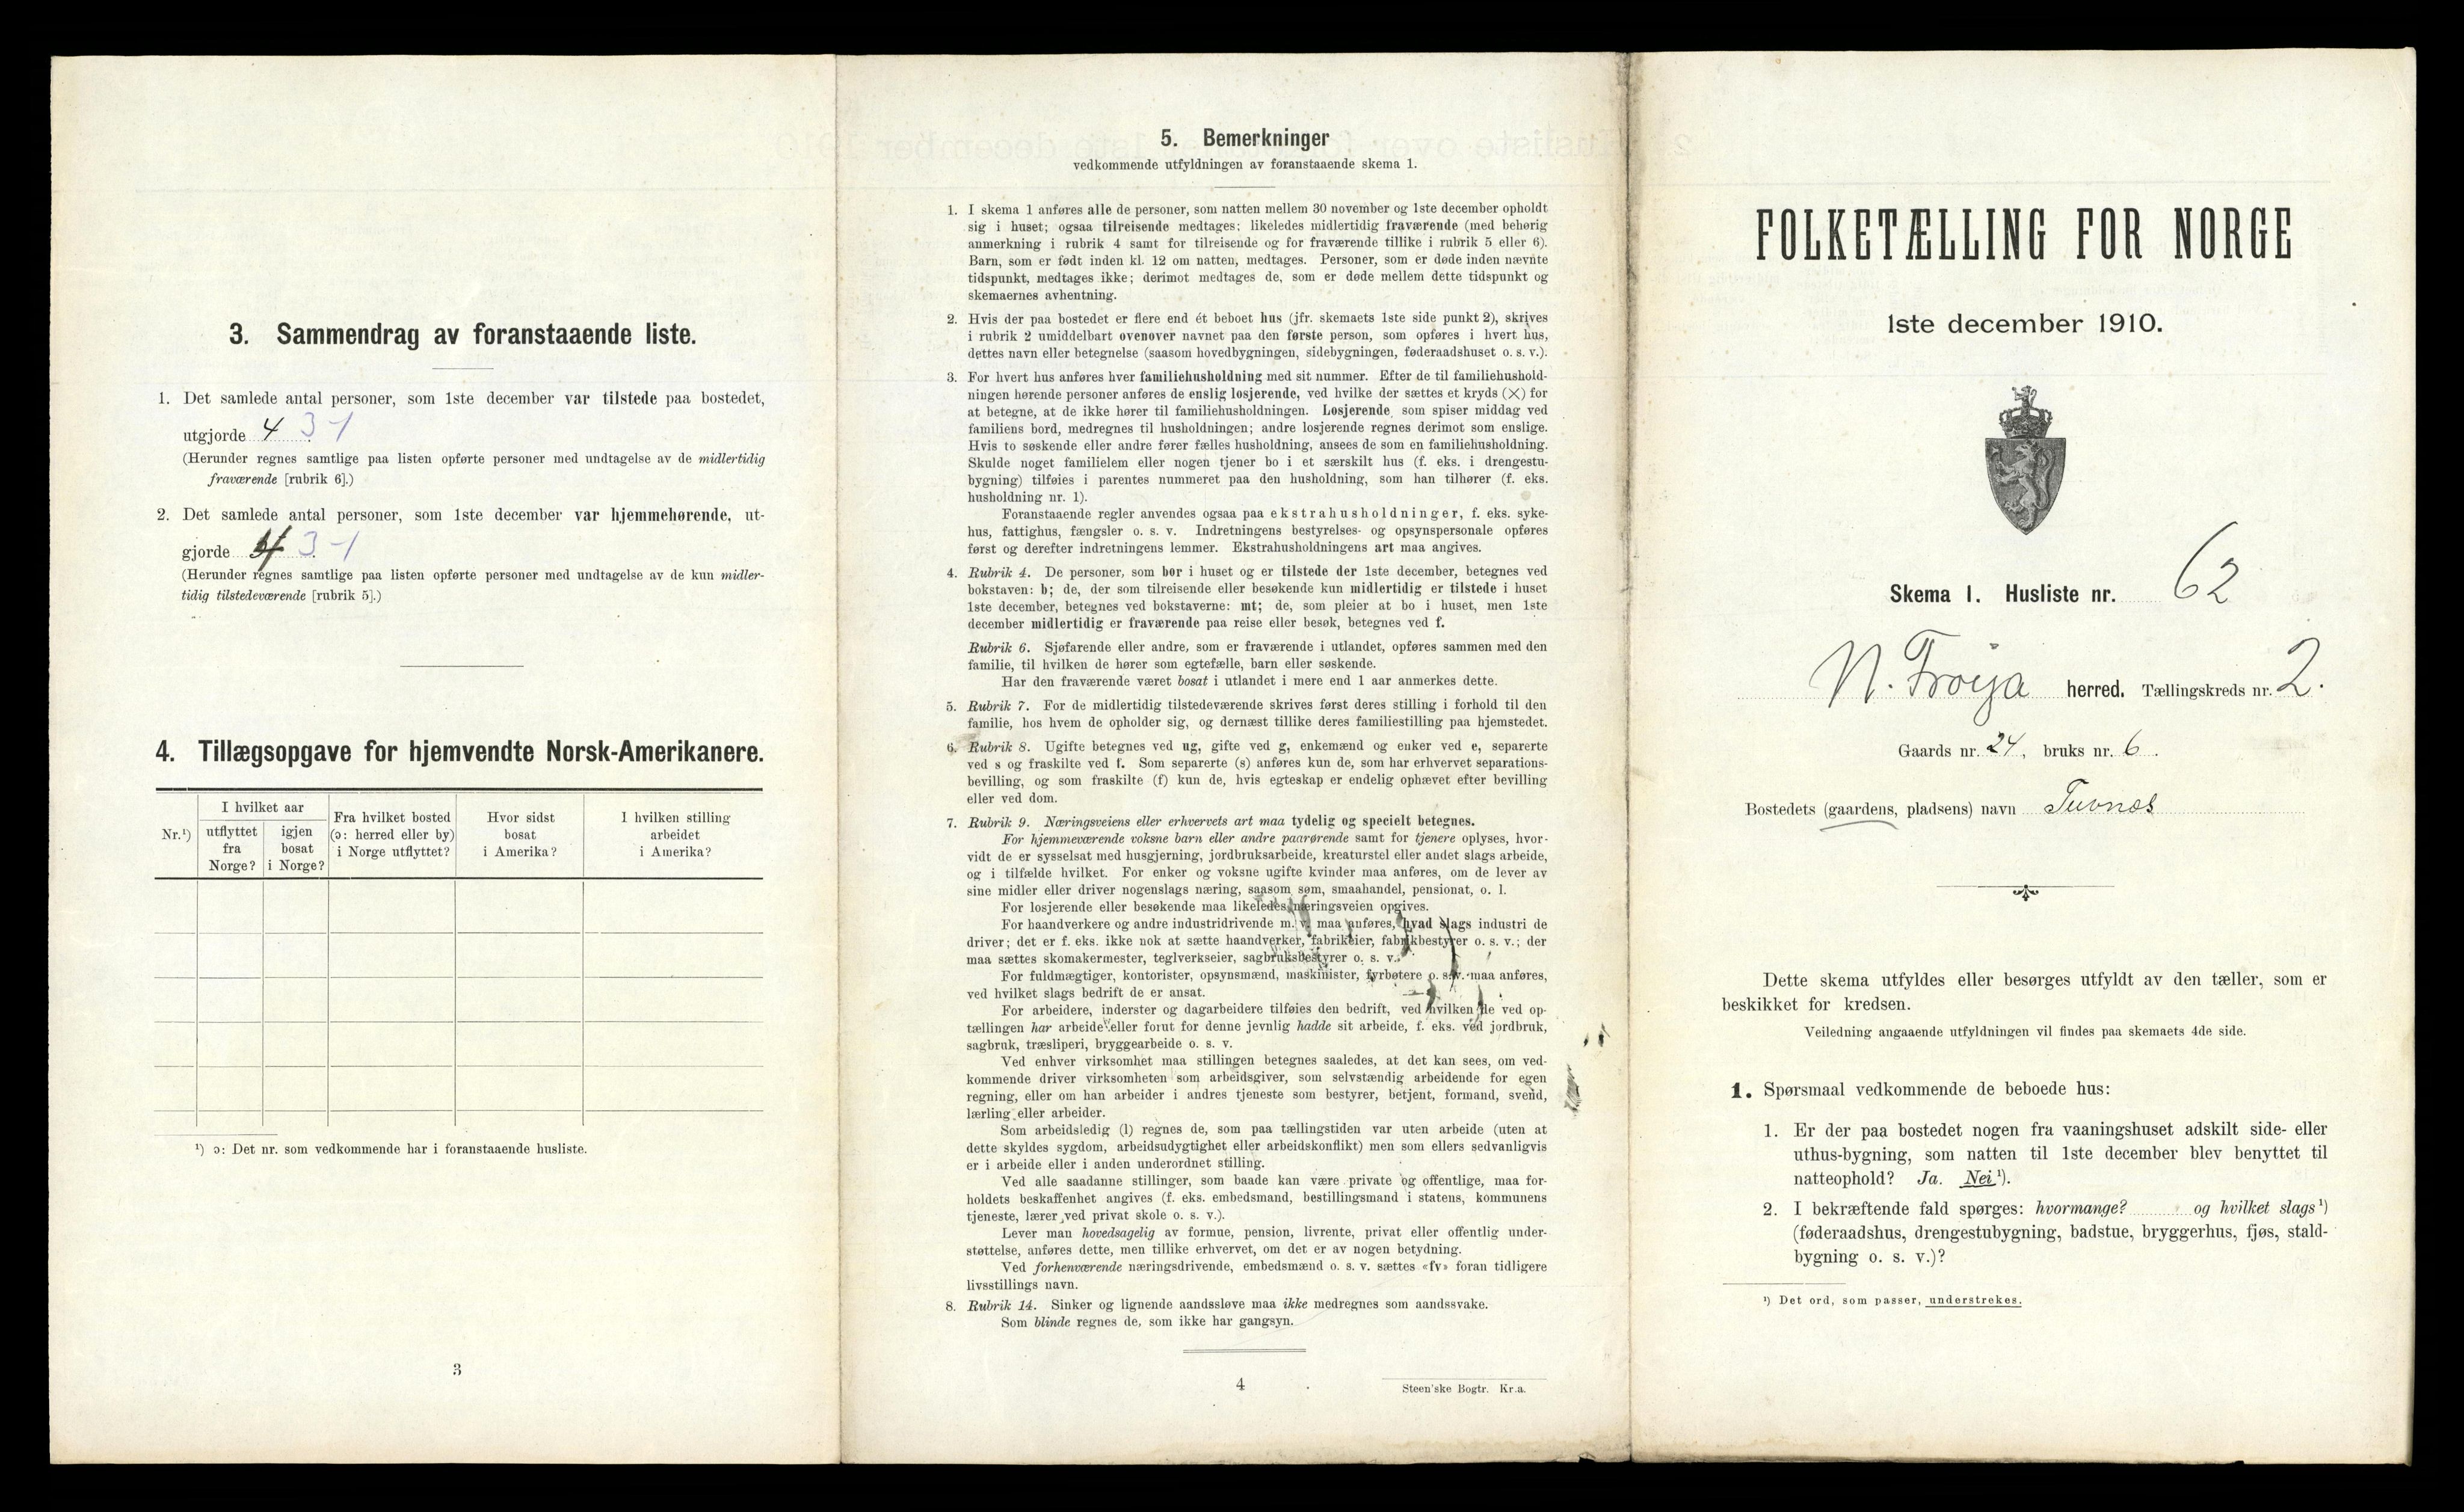 3. Sammendrag av foranstaaende liste.
1. Det samlede antal personer, som 1ste december var tilstede paa bostedet,
utgjorde 4 3-1
(Herunder regnes samtlige paa listen opførte personer med undtagelse av de midlertidig
fraværende [rubrik 6].)
2. Det samlede antal personer, som 1ste december var hjemmehørende, ut-
gjorde 4 3-1
(Herunder regnes samtlige paa listen opførte personer med undtagelse av de kun midler-
tidig tilstedeværende [rubrik 5].)
4. Tillægsopgave for hjemvendte Norsk-Amerikanere.
Nr.¹)
I hvilket aar
utflyttet
fra
Norge?
igjen
bosat
i Norge?
Fra hvilket bosted
(ɔ: herred eller by)
i Norge utflyttet?
Hvor sidst
bosat
i Amerika?
I hvilken stilling
arbeidet
i Amerika?
¹) ɔ: Det nr. som vedkommende har i foranstaaende husliste.
3
5. Bemerkninger
vedkommende utfyldningen av foranstaaende skema 1.
1. I skema 1 anføres alle de personer, som natten mellem 30 november og 1ste december opholdt
sig i huset; ogsaa tilreisende medtages; likeledes midlertidig fraværende (med behørig
anmerkning i rubrik 4 samt for tilreisende og for fraværende tillike i rubrik 5 eller 6).
Barn, som er født inden kl. 12 om natten, medtages. Personer, som er døde inden nævnte
tidspunkt, medtages ikke; derimot medtages de, som er døde mellem dette tidspunkt og
skemaernes avhentning.
2. Hvis der paa bostedet er flere end ét beboet hus (jfr. skemaets 1ste side punkt 2), skrives
i rubrik 2 umiddelbart ovenover navnet paa den første person, som opføres i hvert hus,
dettes navn eller betegnelse (saasom hovedbygningen, sidebygningen, føderaadshuset o. s. v.).
3. For hvert hus anføres hver familiehusholdning med sit nummer. Efter de til familiehushold-
ningen hørende personer anføres de enslig losjerende, ved hvilke der sættes et kryds (×) for
at betegne, at de ikke hører til familiehusholdningen. Losjerende som spiser middag ved
familiens bord, medregnes til husholdningen; andre losjerende regnes derimot som enslige.
Hvis to søskende eller andre fører fælles husholdning, ansees de som en familiehusholdning.
Skulde noget familielem eller nogen tjener bo i et særskilt hus (f. eks. i drengestu-
bygning) tilføies i parentes nummeret paa den husholdning, som han tilhører (f. eks.
husholdning nr. 1).
Foranstaaende regler anvendes ogsaa paa ekstrahusholdninger, f. eks. syke-
hus, fattighus, fængsler o. s. v. Indretningens bestyrelses- og opsynspersonale opføres
først og derefter indretningens lemmer. Ekstrahusholdningens art maa angives.
4. Rubrik 4. De personer, som bor i huset og er tilstede der 1ste december, betegnes ved
bokstaven: b; de, der som tilreisende eller besøkende kun midlertidig er tilstede i huset
1ste december, betegnes ved bokstaverne: mt; de, som pleier at bo i huset, men 1ste
december midlertidig er fraværende paa reise eller besøk, betegnes ved f.
Rubrik 6. Sjøfarende eller andre, som er fraværende i utlandet, opføres sammen med den
familie, til hvilken de hører som egtefælle, barn eller søskende.
Har den fraværende været bosat i utlandet i mere end 1 aar anmerkes dette.
5. Rubrik 7. For de midlertidig tilstedeværende skrives først deres stilling i forhold til den
familie, hos hvem de opholder sig, og dernæst tillike deres familiestilling paa hjemstedet.
6. Rubrik 8. Ugifte betegnes ved ug, gifte ved g, enkemænd og enker ved e, separerte
ved s og fraskilte ved f. Som separerte (s) anføres kun de, som har erhvervet separations-
bevilling, og som fraskilte (f) kun de, hvis egteskap er endelig ophævet efter bevilling
eller ved dom.
7. Rubrik 9. Næringsveiens eller erhvervets art maa tydelig og specielt betegnes.
For hjemmeværende voksne barn eller andre paarørende samt for tjenere oplyses, hvor-
vidt de er sysselsat med husgjerning, jordbruksarbeide, kreaturstel eller andet slags arbeide,
og i tilfælde hvilket. For enker og voksne ugifte kvinder maa anføres, om de lever av
sine midler eller driver nogenslags næring, saasom søm, smaahandel, pensionat, o. l.
For losjerende eller besøkende maa likeledes næringsveien opgives.
For haandverkere og andre industridrivende m. v. maa anføres, hvad slags industri de
driver; det er f. eks. ikke nok at sætte haandverker, fabrikeier, fabrikbestyrer o. s. v.; der
maa sættes skomakermester, teglverkseier, sagbruksbestyrer o. s. v.
For fuldmægtiger, kontorister, opsynsmænd, maskinister, fyrbøtere o. s. v. maa anføres,
ved hvilket slags bedrift de er ansat.
For arbeidere, inderster og dagarbeidere tilføies den bedrift, ved hvilken de ved op-
tællingen har arbeide eller forut for denne jevnlig hadde sit arbeide, f. eks. ved jordbruk,
sagbruk, træsliperi, bryggearbeide o. s. v.
Ved enhver virksomhet maa stillingen betegnes saaledes, at det kan sees, om ved-
kommende driver virksomheten som arbeidsgiver, som selvstændig arbeidende for egen
regning, eller om han arbeider i andres tjeneste som bestyrer, betjent, formand, svend,
lærling eller arbeider.
Som arbeidsledig (l) regnes de, som paa tællingstiden var uten arbeide (uten at
dette skyldes sygdom, arbeidsudygtighet eller arbeidskonflikt) men som ellers sedvanligvis
er i arbeide eller i anden underordnet stilling.
Ved alle saadanne stillinger, som baade kan være private og offentlige, maa for-
holdets beskaffenhet angives (f. eks. embedsmand, bestillingsmand i statens, kommunens
tjeneste, lærer ved privat skole o. s. v.).
Lever man hovedsagelig av formue, pension, livrente, privat eller offentlig under-
støttelse, anføres dette, men tillike erhvervet, om det er av nogen betydning.
Ved forhenværende næringsdrivende, embedsmænd o. s. v. sættes «fv» foran tidligere
livsstillings navn.
8. Rubrik 14. Sinker og lignende aandssløve maa ikke medregnes som aandssvake.
Som blinde regnes de, som ikke har gangsyn.
4
Steen'ske Bogtr. Kr.a.
FOLKETÆLLING FOR NORGE
1ste december 1910.
Skema 1. Husliste nr. 62
N. Frøya herred. Tællingskreds nr. 2.
Gaards nr. 24, bruks nr. 6.
Bostedets (gaardens, pladsens) navn Tuvnes
Dette skema utfyldes eller besørges utfyldt av den tæller, som er
beskikket for kredsen.
Veiledning angaaende utfyldningen vil findes paa skemaets 4de side.
1. Spørsmaal vedkommende de beboede hus:
1. Er der paa bostedet nogen fra vaaningshuset adskilt side- eller
uthus-bygning, som natten til 1ste december blev benyttet til
natteophold? Ja. Nei ¹).
2. I bekræftende fald spørges: hvormange? og hvilket slags ¹)
(føderaadshus, drengestubygning, badstue, bryggerhus, fjøs, stald-
bygning o. s. v.)?
¹) Det ord, som passer, understrekes.